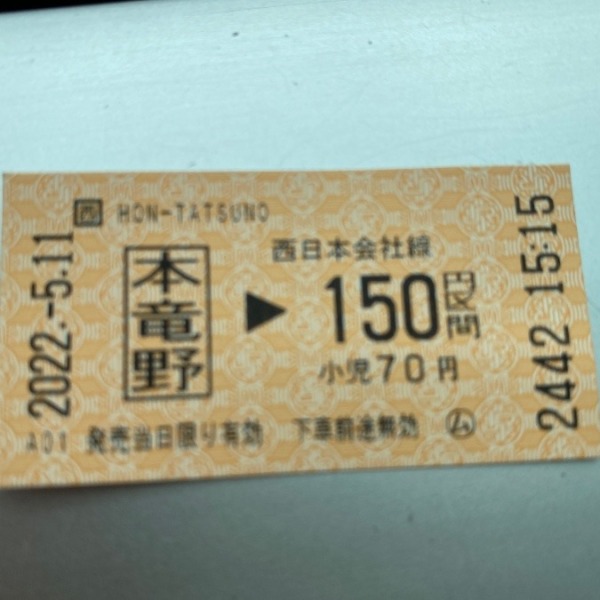 西 HON-TATSUNO
西日本会社線
本竜野 ▶ 150円区間
小児70円
A01 発売当日限り有効 下車前途無効 ム
2022.-5.11
2442 15:15